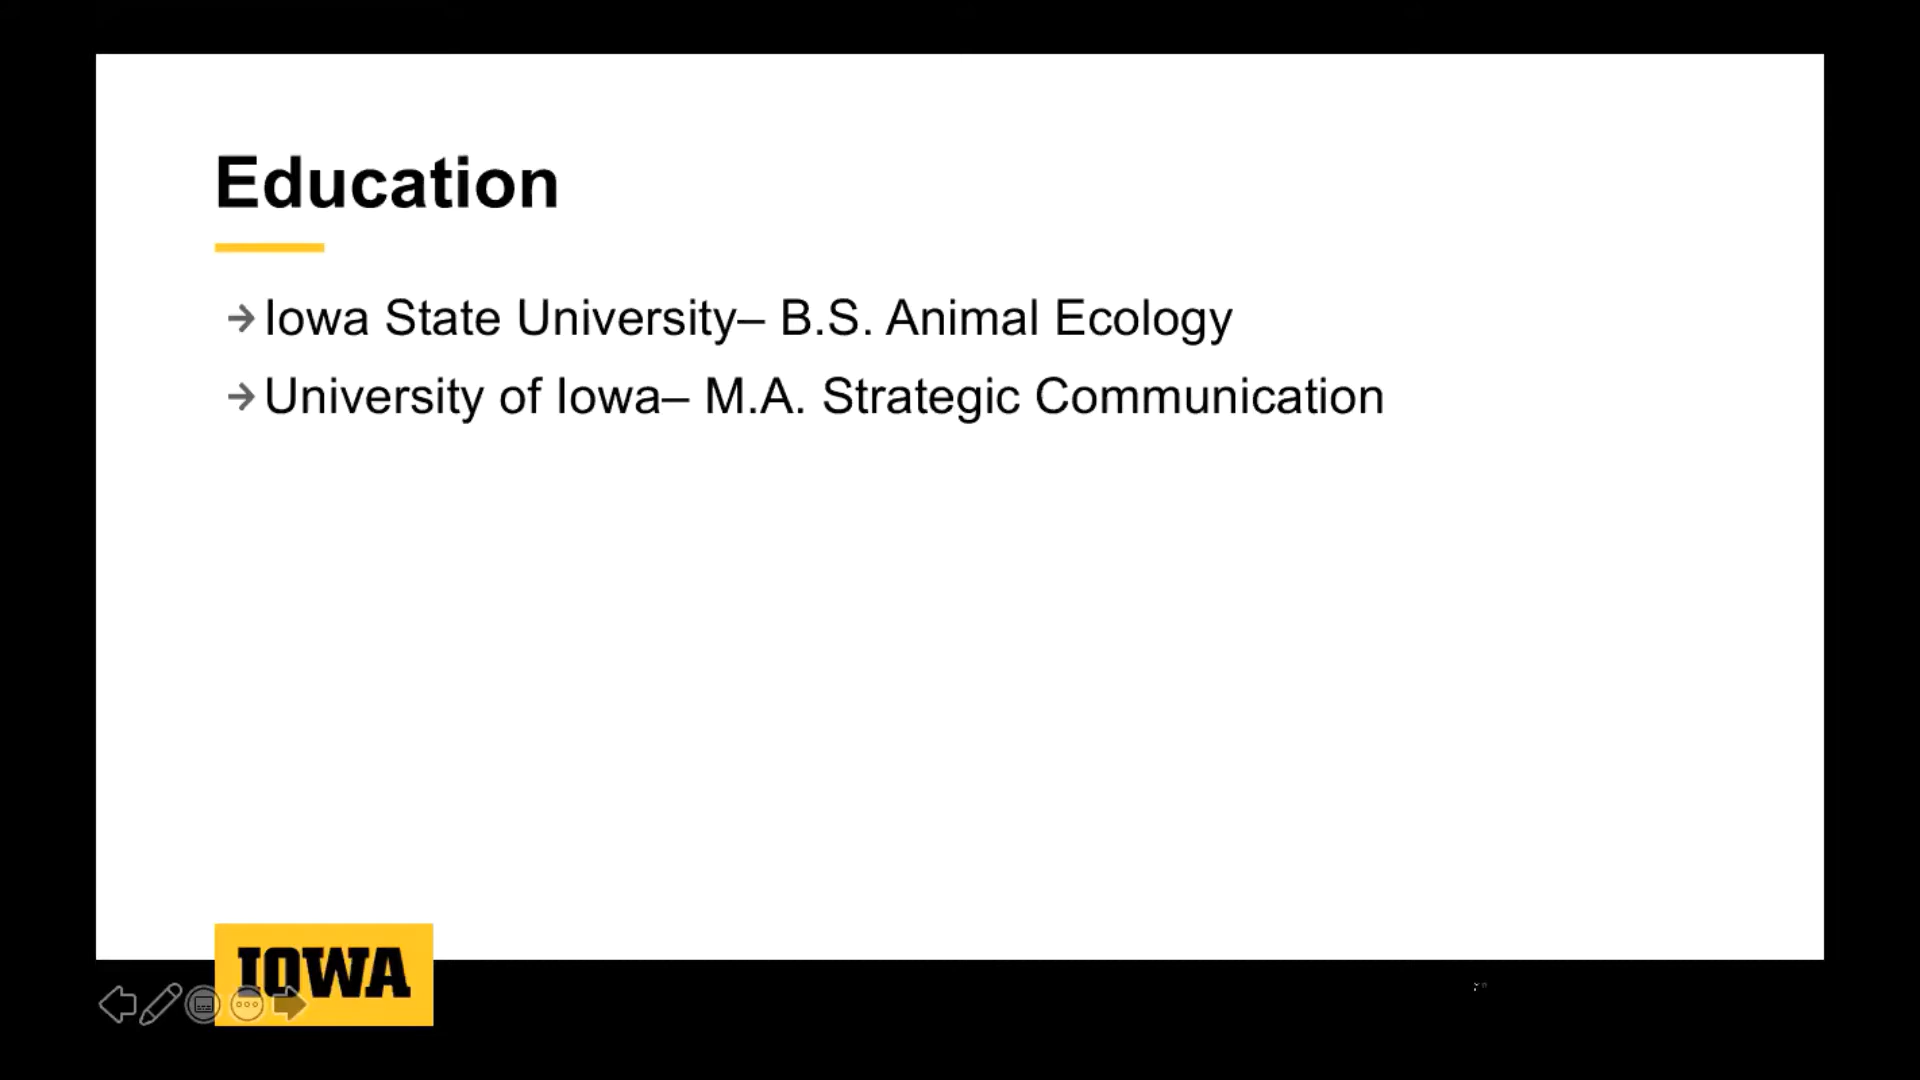 Education
Iowa State University– B.S. Animal Ecology
University of Iowa– M.A. Strategic Communication
IOWA